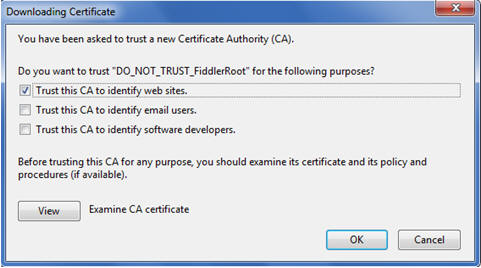 Downloading Certificate
You have been asked to trust a new Certificate Authority (CA).
Do you want to trust "DO_NOT_TRUST_FiddlerRoot" for the following purposes?
Trust this CA to identify web sites.
Trust this CA to identify email users.
Trust this CA to identify software developers.
Before trusting this CA for any purpose, you should examine its certificate and its policy and
procedures (if available).
View Examine CA certificate
OK Cancel